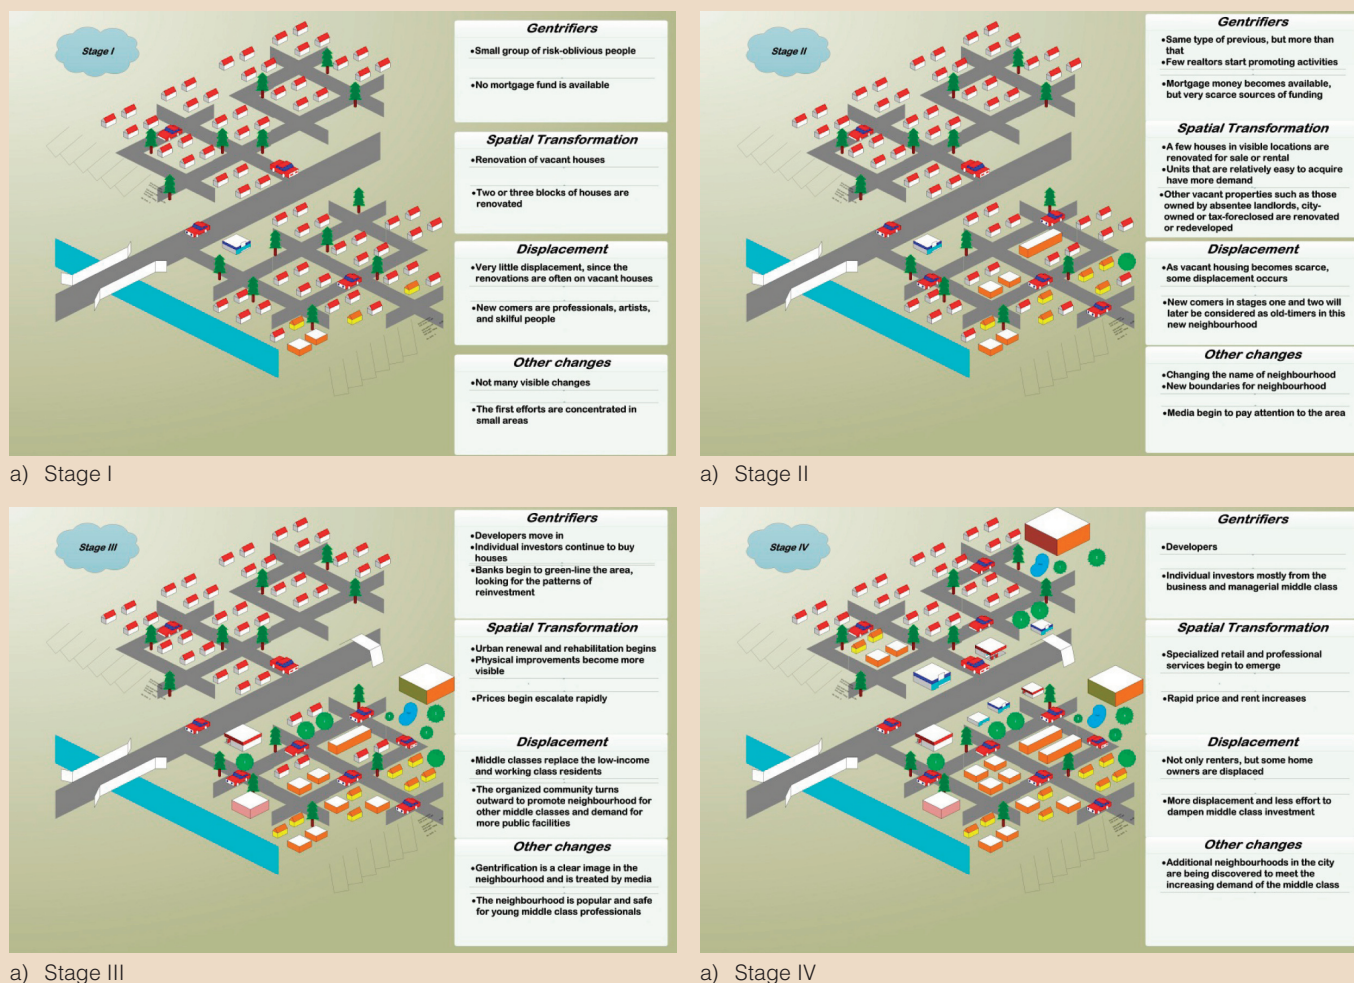 Stage I
Gentrifiers
•Small group of risk-oblivious people
•No mortgage fund is available
Spatial Transformation
•Renovation of vacant houses
•Two or three blocks of houses are
renovated
Displacement
•Very little displacement, since the
renovations are often on vacant houses
•New comers are professionals, artists,
and skilful people
Other changes
•Not many visible changes
•The first efforts are concentrated in
small areas
a) Stage I
Stage II
Gentrifiers
•Same type of previous, but more than
that
•Few realtors start promoting activities
•Mortgage money becomes available,
but very scarce sources of funding
Spatial Transformation
•A few houses in visible locations are
renovated for sale or rental
•Units that are relatively easy to acquire
have more demand
•Other vacant properties such as those
owned by absentee landlords, city-
owned or tax-foreclosed are renovated
or redeveloped
Displacement
•As vacant housing becomes scarce,
some displacement occurs
•New comers in stages one and two will
later be considered as old-timers in this
new neighbourhood
Other changes
•Changing the name of neighbourhood
•New boundaries for neighbourhood
•Media begin to pay attention to the area
a) Stage II
Stage III
Gentrifiers
•Developers move in
•Individual investors continue to buy
houses
•Banks begin to green-line the area,
looking for the patterns of
reinvestment
Spatial Transformation
•Urban renewal and rehabilitation begins
•Physical improvements become more
visible
•Prices begin escalate rapidly
Displacement
•Middle classes replace the low-income
and working class residents
•The organized community turns
outward to promote neighbourhood for
other middle classes and demand for
more public facilities
Other changes
•Gentrification is a clear image in the
neighbourhood and is treated by media
•The neighbourhood is popular and safe
for young middle class professionals
a) Stage III
Stage IV
Gentrifiers
•Developers
•Individual investors mostly from the
business and managerial middle class
Spatial Transformation
•Specialized retail and professional
services begin to emerge
•Rapid price and rent increases
Displacement
•Not only renters, but some home
owners are displaced
•More displacement and less effort to
dampen middle class investment
Other changes
•Additional neighbourhoods in the city
are being discovered to meet the
increasing demand of the middle class
a) Stage IV